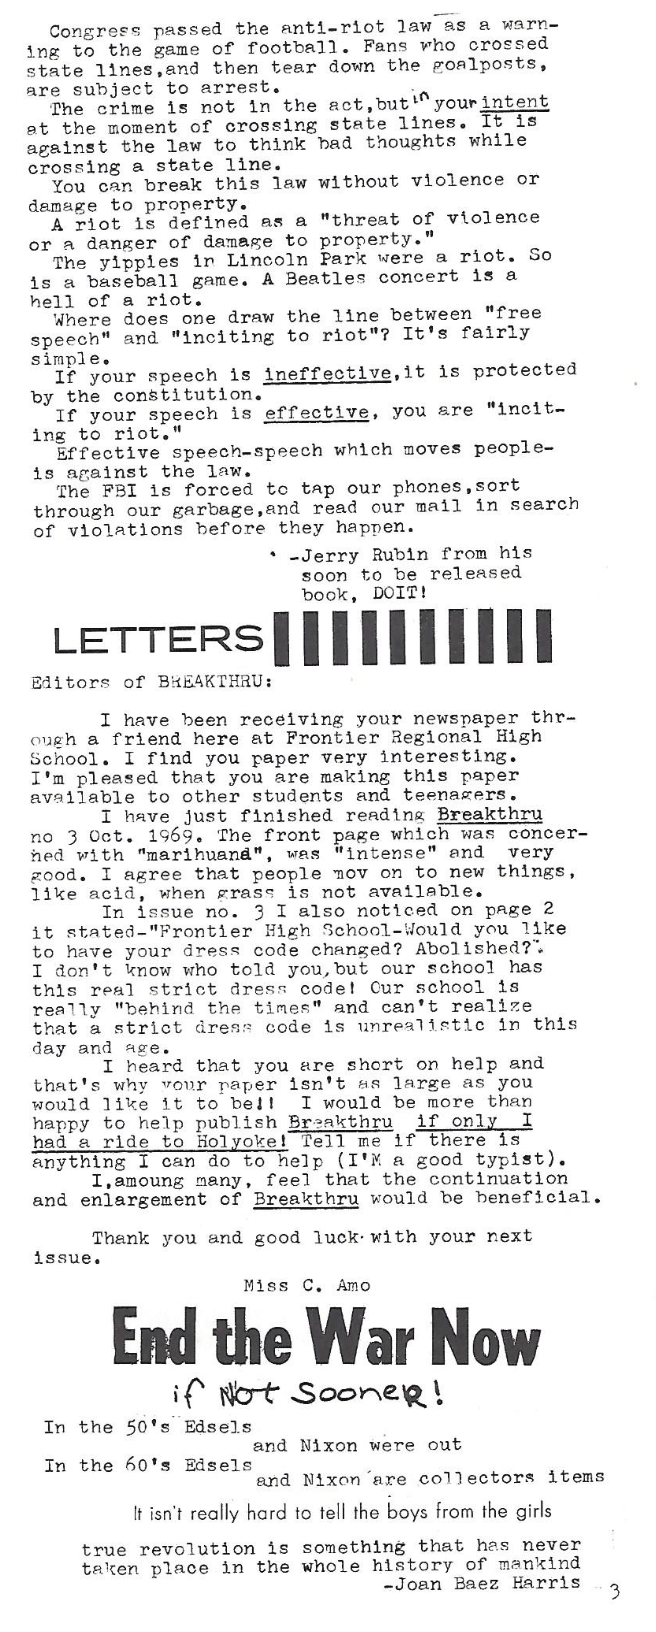 Congress passed the anti-riot law as a warn-
ing to the game of football. Fans who crossed
state lines,and then tear down the goalposts,
are subject to arrest.
The crime is not in the act,but in your intent
at the moment of crossing state lines. It is
against the law to think bad thoughts while
crossing a state line.
You can break this law without violence or
damage to property.
A riot is defined as a "threat of violence
or a danger of damage to property."
The yippies in Lincoln Park were a riot. So
is a baseball game. A Beatles concert is a
hell of a riot.
Where does one draw the line between "free
speech" and "inciting to riot"? It's fairly
simple.
If your speech is ineffective,it is protected
by the constitution.
If your speech is effective, you are "incit-
ing to riot."
Effective speech-speech which moves people-
is against the law.
The FBI is forced to tap our phones,sort
through our garbage,and read our mail in search
of violations before they happen.
-Jerry Rubin from his
soon to be released
book, DOIT!
LETTERS
Editors of BREAKTHRU:
I have been receiving your newspaper thr-
ough a friend here at Frontier Regional High
School. I find you paper very interesting.
I'm pleased that you are making this paper
available to other students and teenagers.
I have just finished reading Breakthru
no 3 Oct. 1969. The front page which was concer-
ned with "marihuana", was "intense" and very
good. I agree that people mov on to new things,
like acid, when grass is not available.
In issue no. 3 I also noticed on page 2
it stated-"Frontier High School-Would you like
to have your dress code changed? Abolished?".
I don't know who told you,but our school has
this real strict dress code! Our school is
really "behind the times" and can't realize
that a strict dress code is unrealistic in this
day and age.
I heard that you are short on help and
that's why your paper isn't as large as you
would like it to be!! I would be more than
happy to help publish Breakthru if only I
had a ride to Holyoke! Tell me if there is
anything I can do to help (I'M a good typist).
I,amoung many, feel that the continuation
and enlargement of Breakthru would be beneficial.
Thank you and good luck with your next
issue.
Miss C. Amo
End the War Now
if Not Sooner!
In the 50's Edsels
and Nixon were out
In the 60's Edsels
and Nixon are collectors items
It isn't really hard to tell the boys from the girls
true revolution is something that has never
taken place in the whole history of mankind
-Joan Baez Harris
3